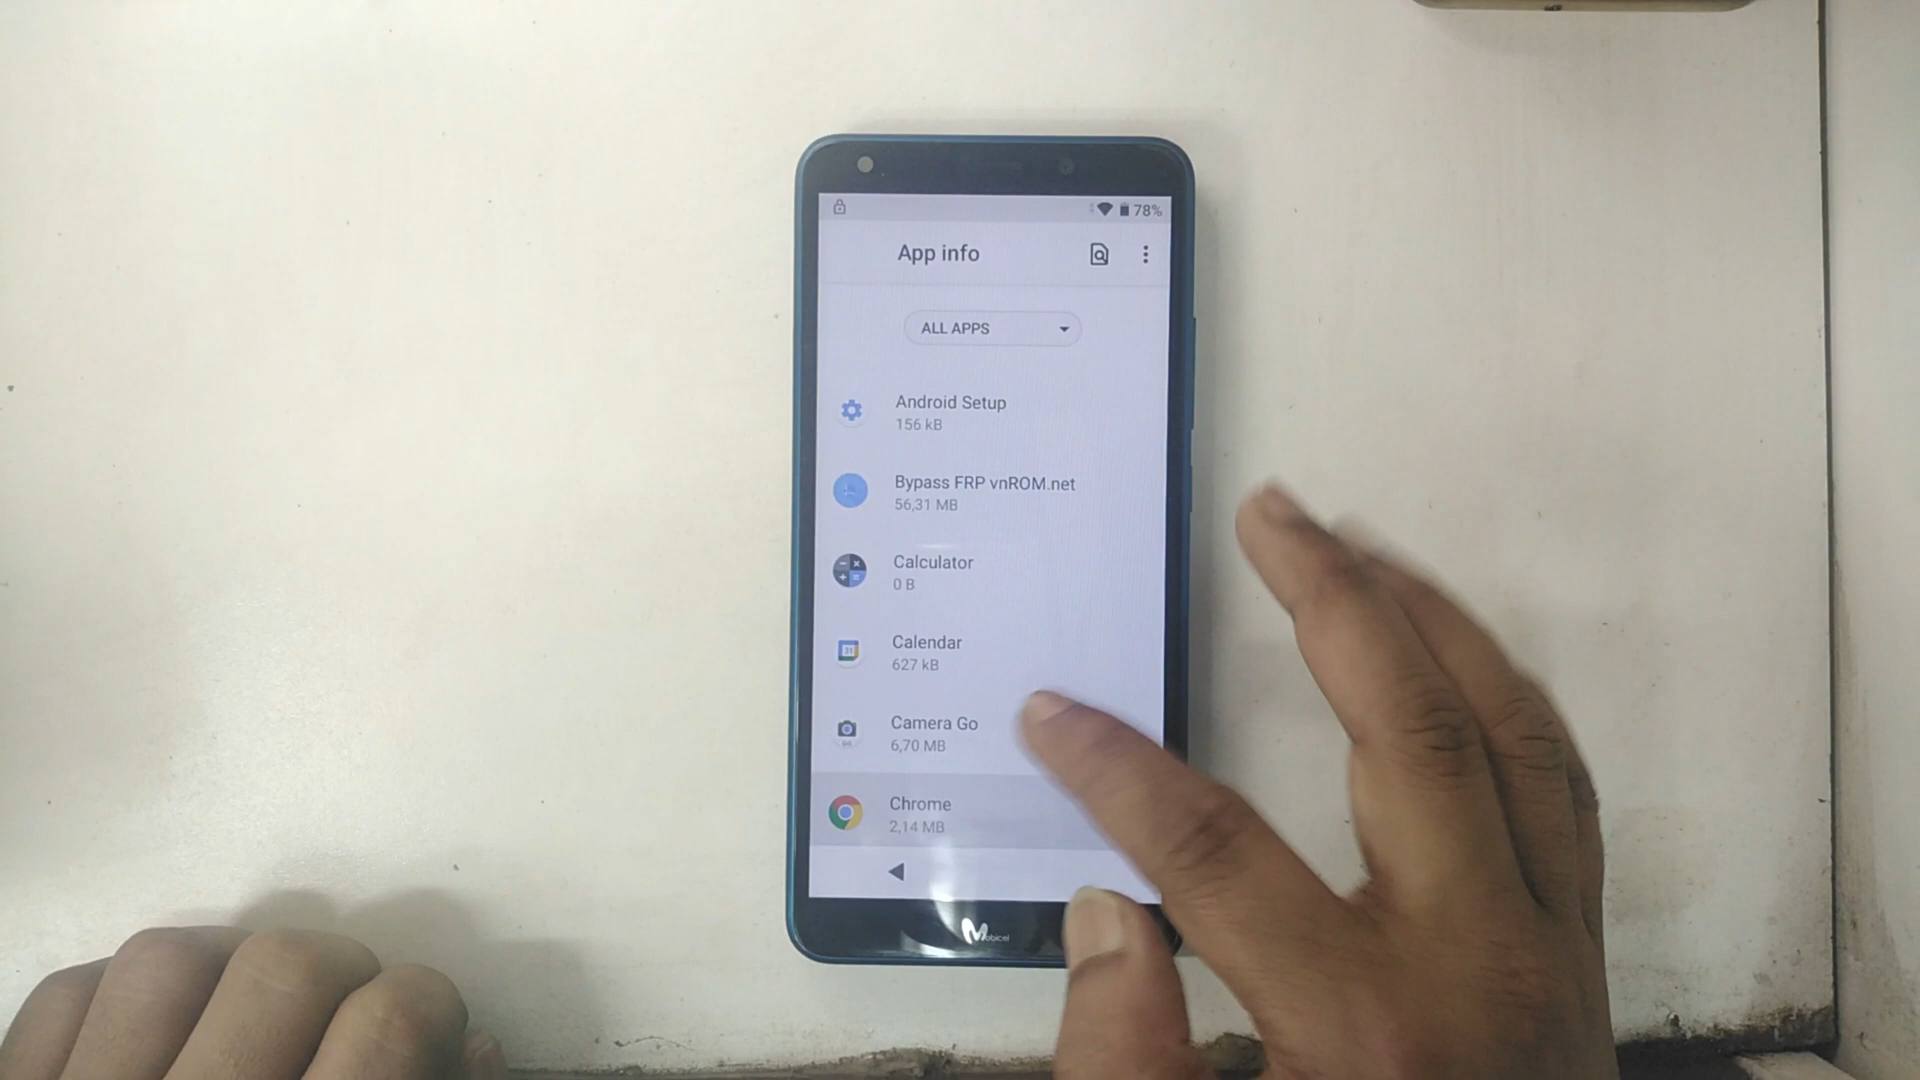 78%
App info
ALL APPS
Android Setup
156 kB
Bypass FRP vnROM.net
56,31 MB
Calculator
0 B
Calendar
627 kB
31
Camera Go
6,70 MB
Chrome
2,14 MB
Mobicel